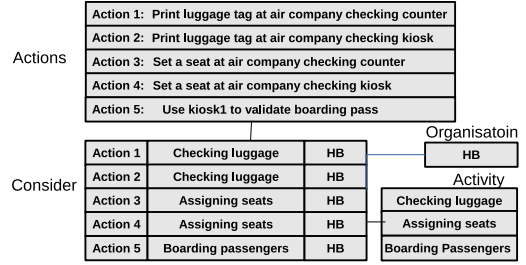 Actions
Action 1: Print luggage tag at air company checking counter
Action 2: Print luggage tag at air company checking kiosk
Action 3: Set a seat at air company checking counter
Action 4: Set a seat at air company checking kiosk
Action 5: Use kiosk1 to validate boarding pass
Consider
Action 1 Checking luggage HB
Action 2 Checking luggage HB
Action 3 Assigning seats HB
Action 4 Assigning seats HB
Action 5 Boarding passengers HB
Organisatoin
HB
Activity
Checking luggage
Assigning seats
Boarding Passengers